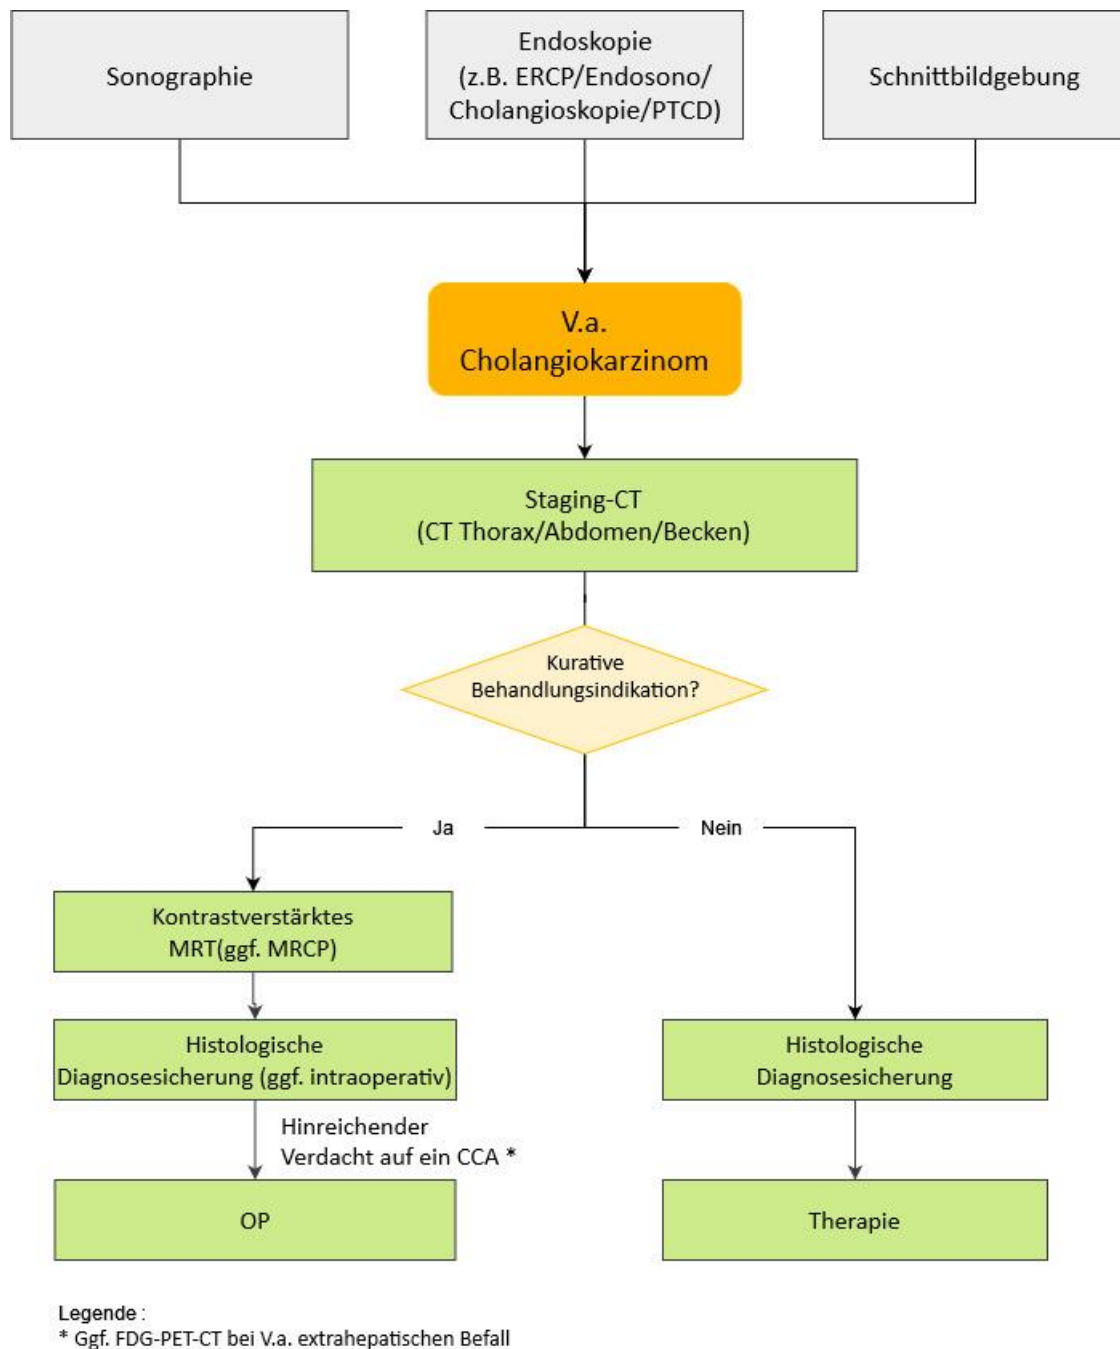 Sonographie
Endoskopie
(z.B. ERCP/Endosono/
Cholangioskopie/PTCD)
Schnittbildgebung
V.a.
Cholangiokarzinom
Staging-CT
(CT Thorax/Abdomen/Becken)
Kurative
Behandlungsindikation?
Ja
Nein
Kontrastverstärktes
MRT(ggf. MRCP)
Histologische
Diagnosesicherung (ggf. intraoperativ)
Histologische
Diagnosesicherung
Hinreichender
Verdacht auf ein CCA *
OP
Therapie
Legende :
* Ggf. FDG-PET-CT bei V.a. extrahepatischen Befall